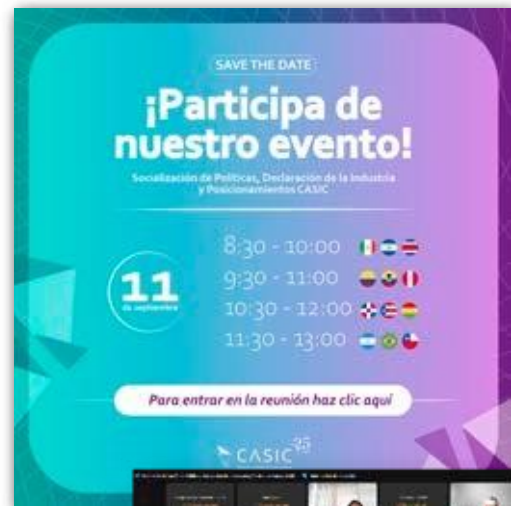 SAVE THE DATE
¡Participa de
nuestro evento!
Socialización de Políticas, Declaración de la Industria
y Posicionamientos CASIC
8:30 - 10:00
11
de septiembre
9:30 - 11:00
10:30 - 12:00
11:30 - 13:00
Para entrar en la reunión haz clic aquí
CASIC 25